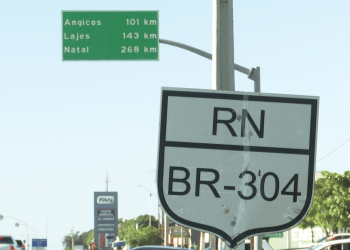 Angicos 101 km
Lajes 143 km
Natal 268 km
RN
BR-304